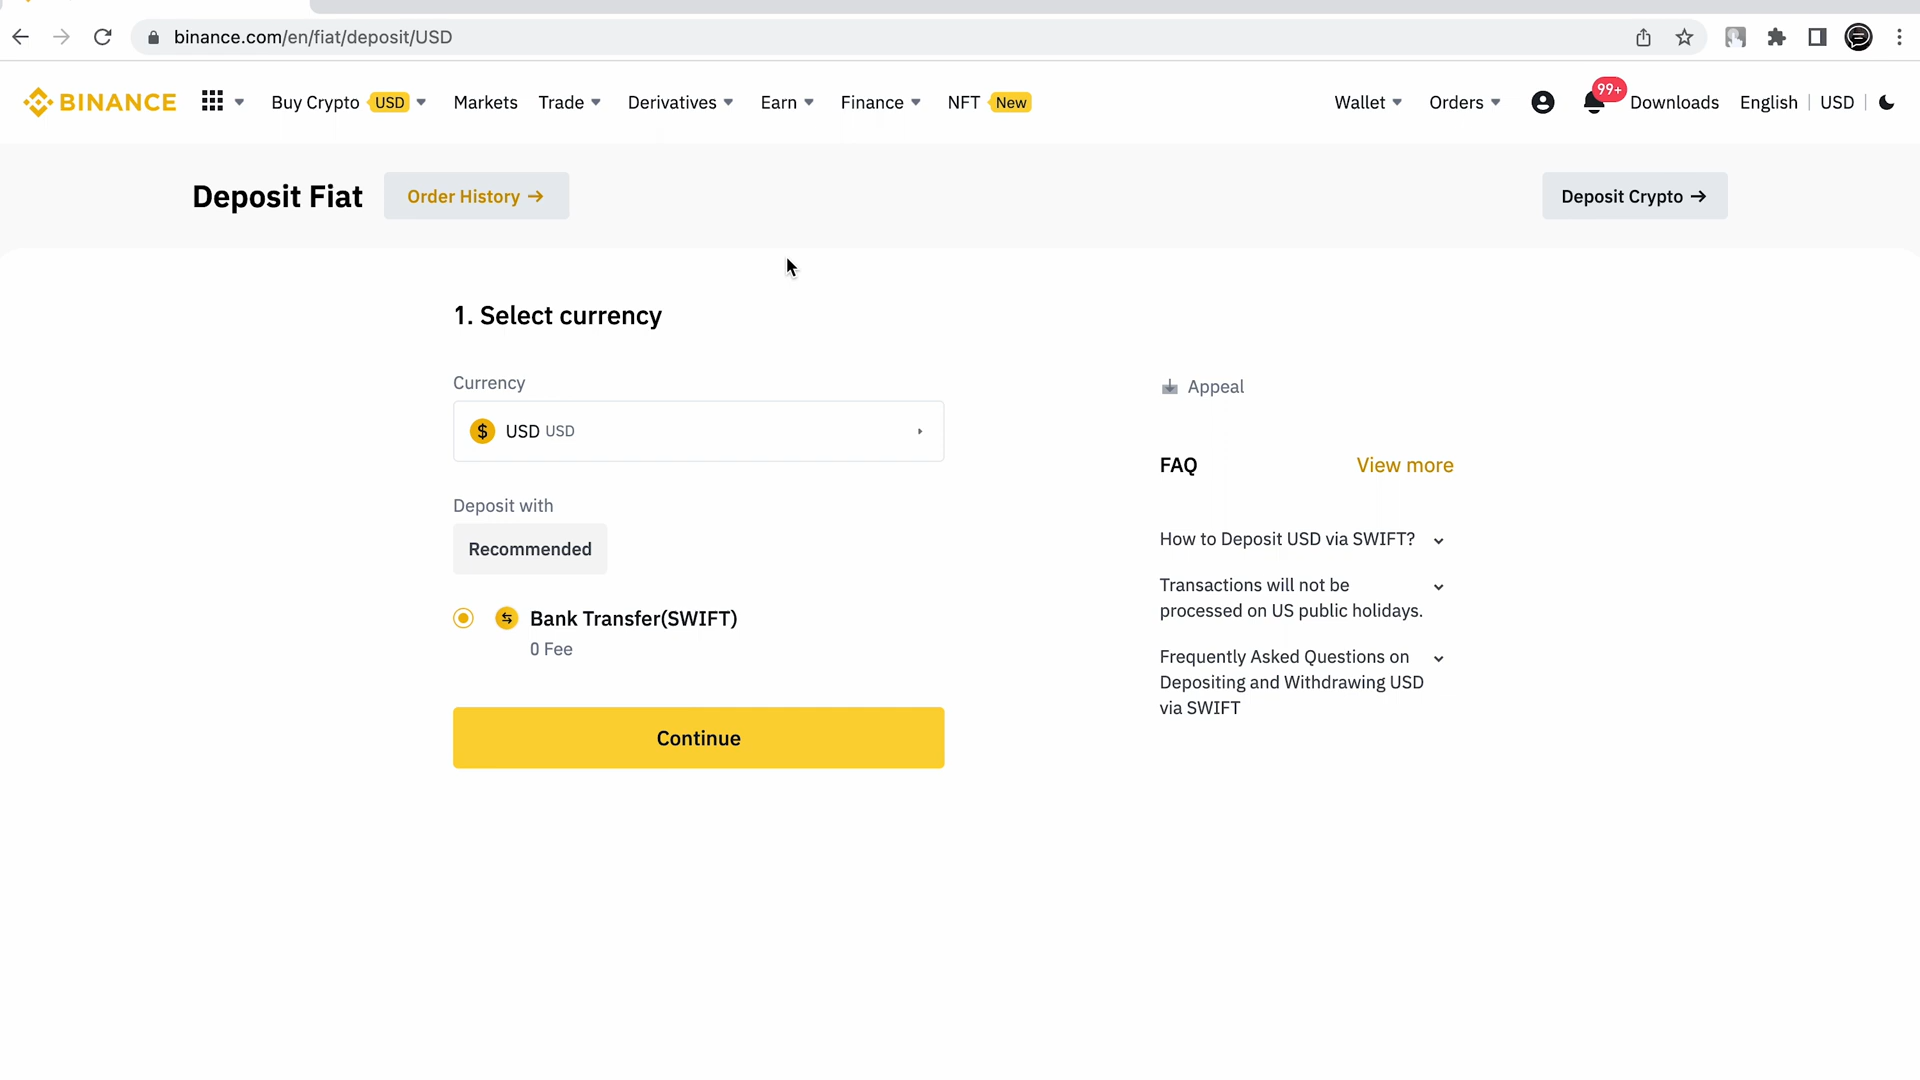 binance.com/en/fiat/deposit/USD
BINANCE Buy Crypto USD Markets Trade Derivatives Earn Finance NFT New Wallet Orders 99+ Downloads English USD
Deposit Fiat Order History → Deposit Crypto →
1. Select currency
Currency
$ USD USD
Deposit with
Recommended
Bank Transfer(SWIFT)
0 Fee
Continue
Appeal
FAQ View more
How to Deposit USD via SWIFT?
Transactions will not be
processed on US public holidays.
Frequently Asked Questions on
Depositing and Withdrawing USD
via SWIFT